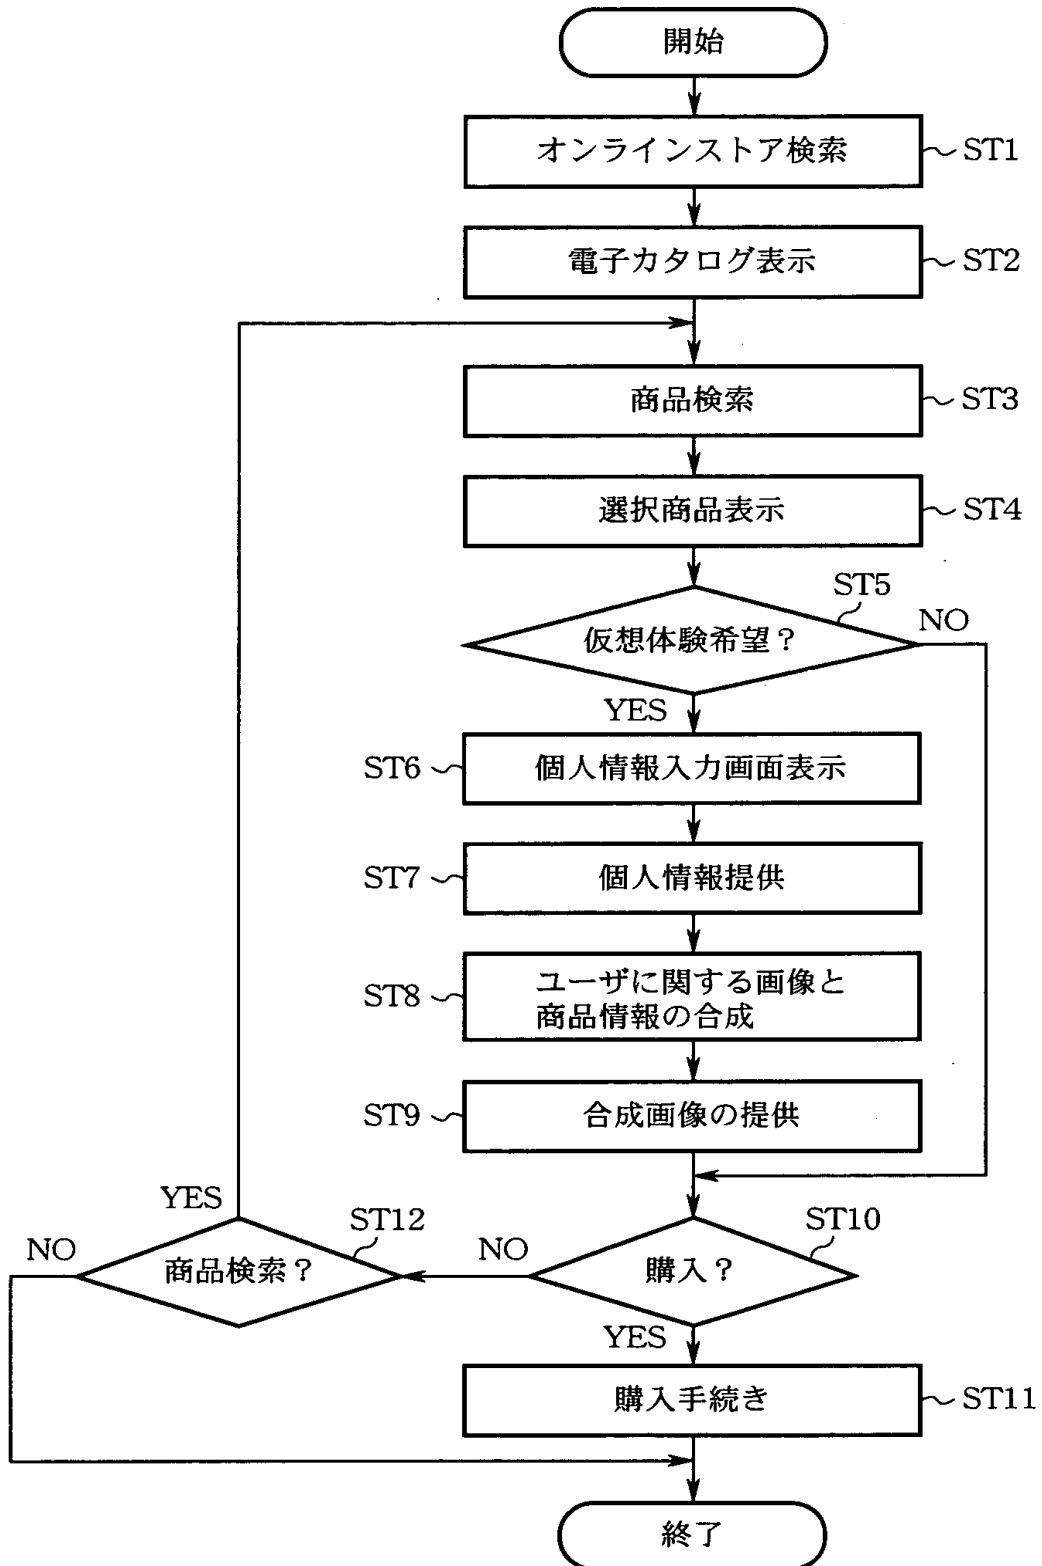 開始
オンラインストア検索
ST1
電子カタログ表示
ST2
商品検索
ST3
選択商品表示
ST4
ST5
仮想体験希望?
NO
YES
ST6
個人情報入力画面表示
ST7
個人情報提供
ST8
ユーザに関する画像と
商品情報の合成
ST9
合成画像の提供
YES
ST12
ST10
NO
商品検索?
NO
購入?
YES
購入手続き
ST11
終了